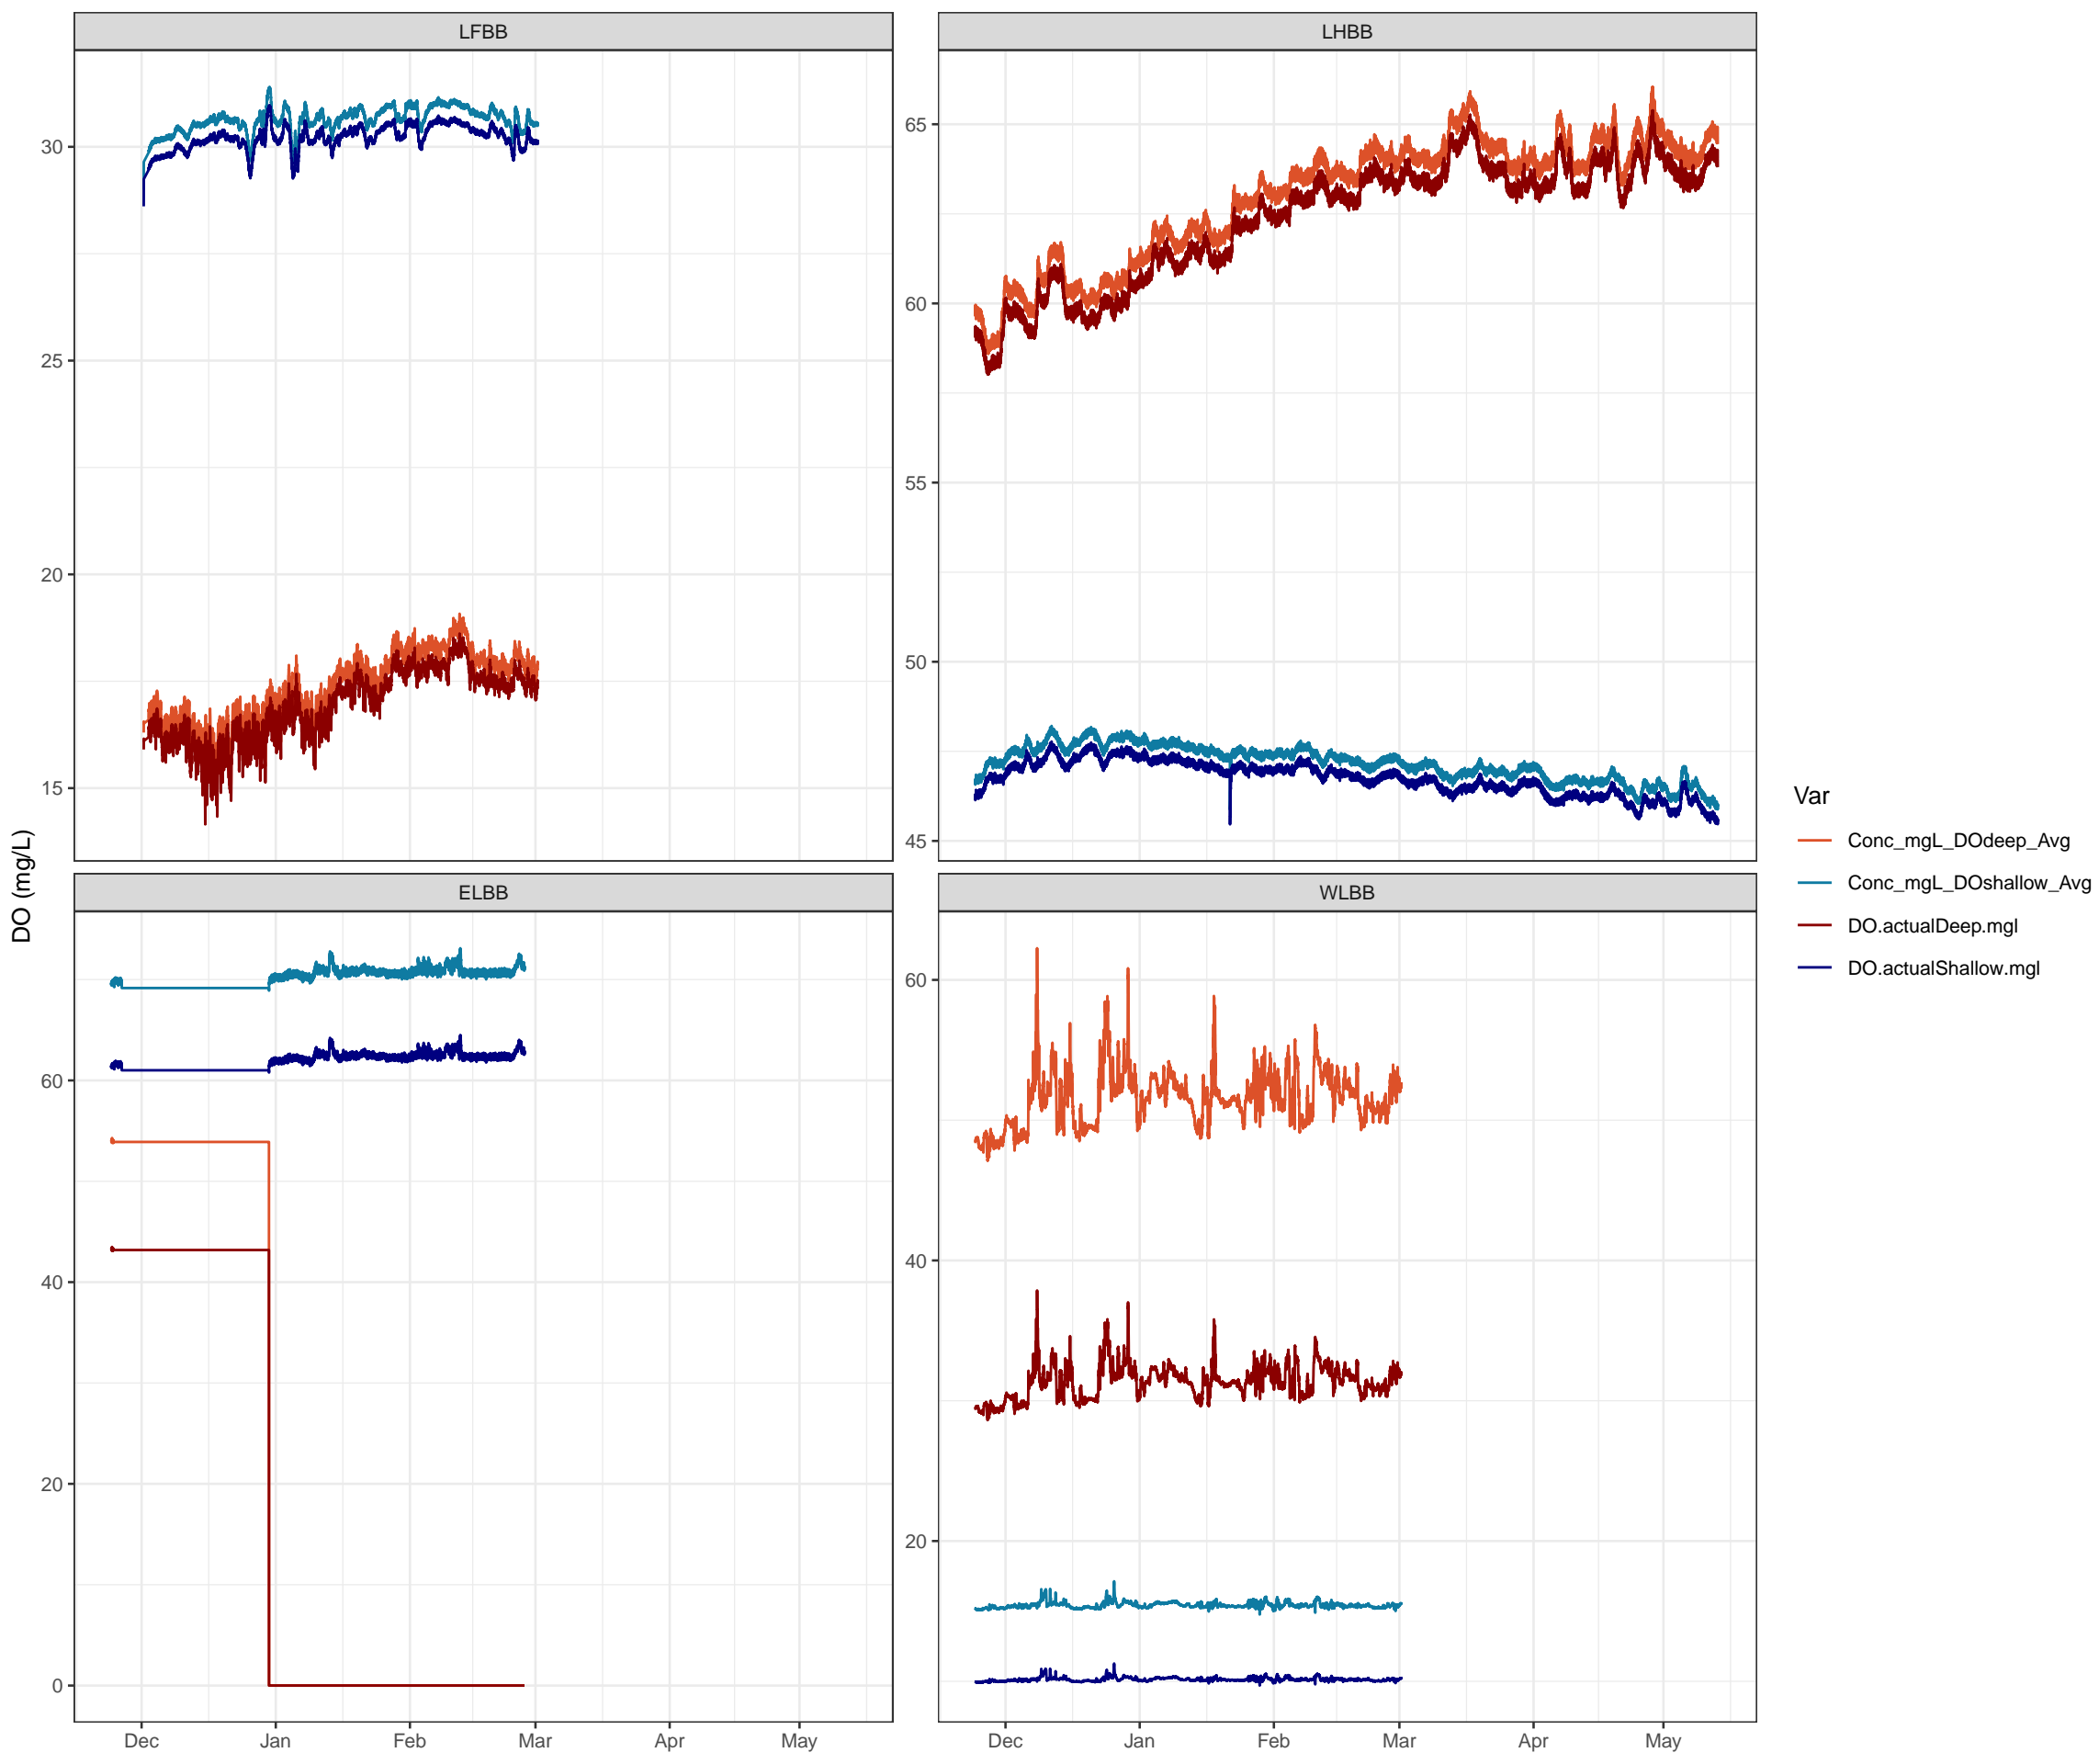 LFBB
LHBB
30
25
20
15
65
60
55
50
45
ELBB
WLBB
60
40
20
0
60
40
20
Dec Jan Feb Mar Apr May
Dec Jan Feb Mar Apr May
DO (mg/L)
Var
Conc_mgL_DOdeep_Avg
Conc_mgL_DOshallow_Avg
DO.actualDeep.mgl
DO.actualShallow.mgl